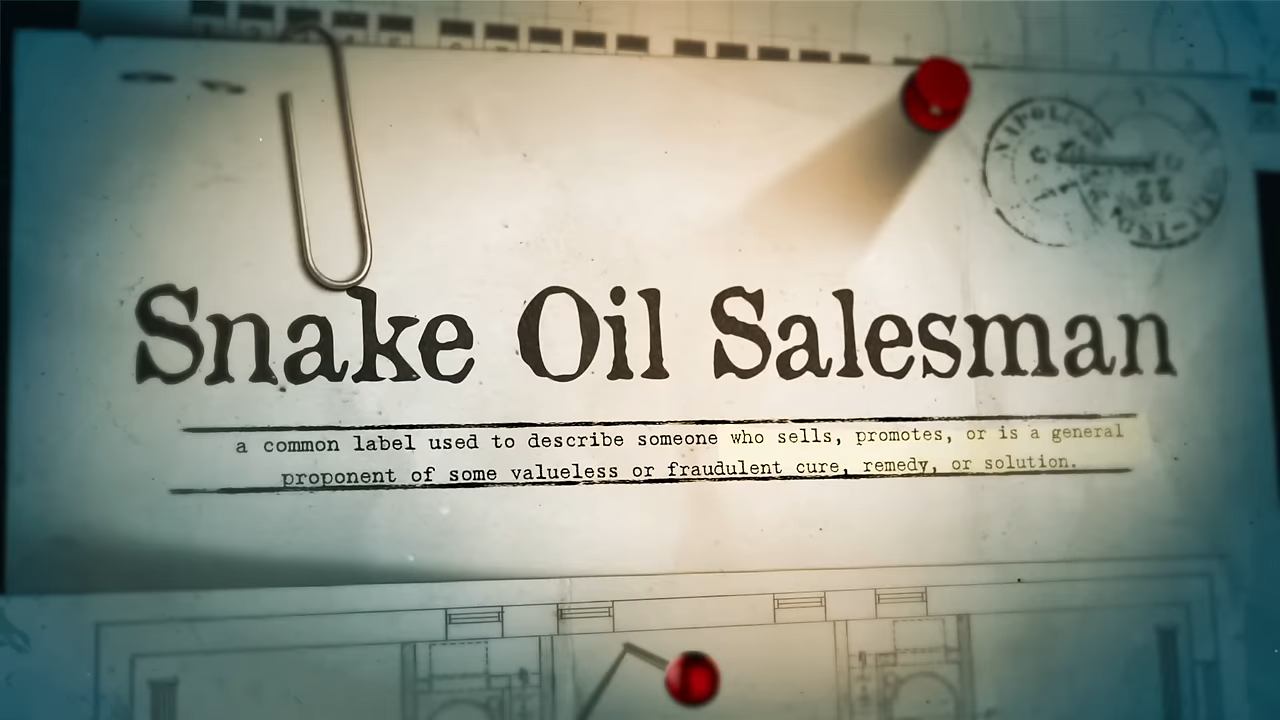 Snake Oil Salesman
a common label used to describe someone who sells, promotes, or is a general
proponent of some valueless or fraudulent cure, remedy, or solution.